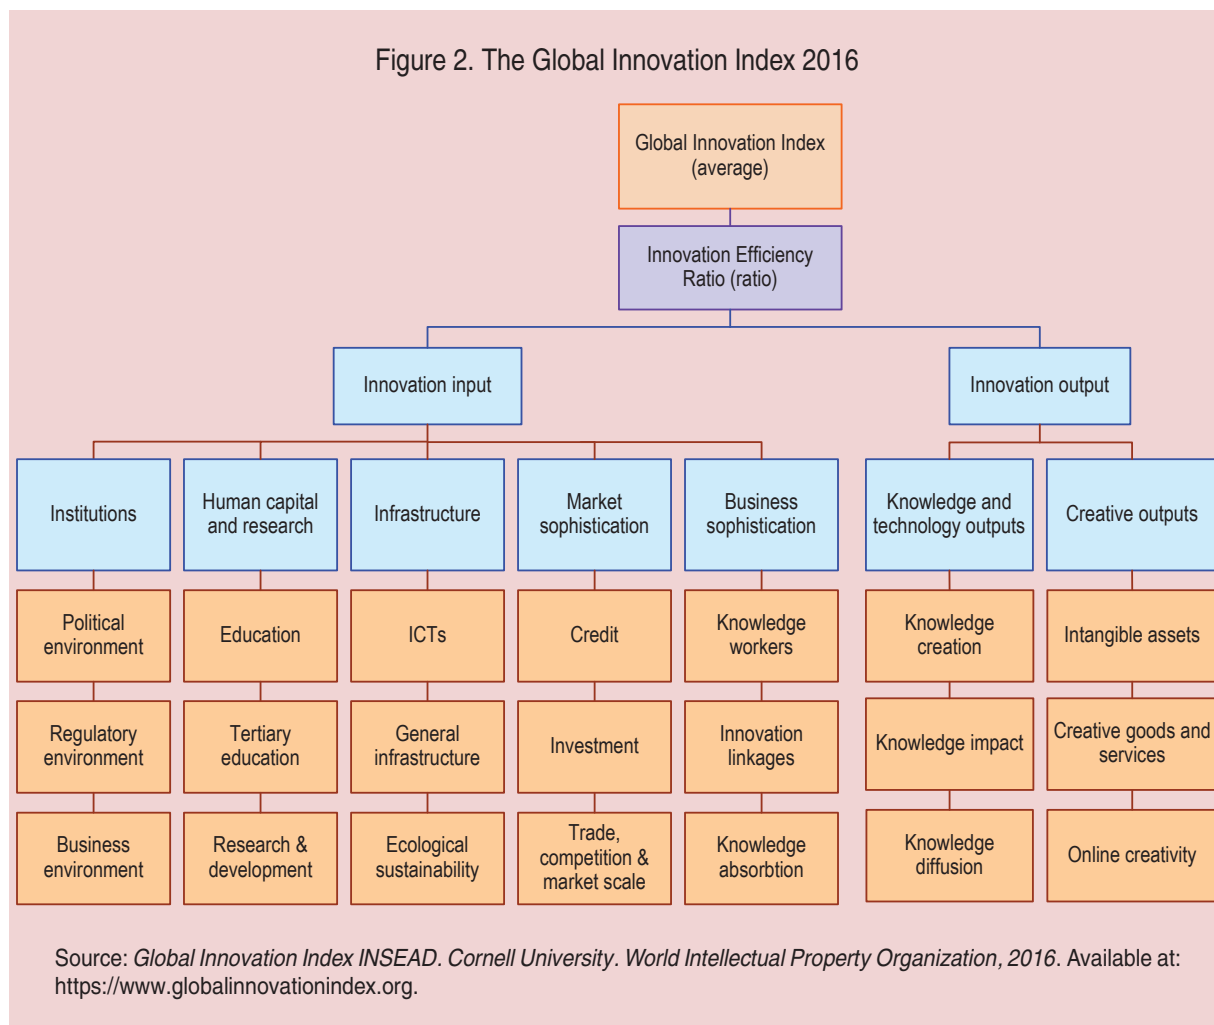 Figure 2. The Global Innovation Index 2016
Global Innovation Index
(average)
Innovation Efficiency
Ratio (ratio)
Innovation input
Innovation output
Institutions
Human capital
and research
Infrastructure
Market
sophistication
Business
sophistication
Knowledge and
technology outputs
Creative outputs
Political
environment
Education
ICTs
Credit
Knowledge
workers
Knowledge
creation
Intangible assets
Regulatory
environment
Tertiary
education
General
infrastructure
Investment
Innovation
linkages
Knowledge impact
Creative goods and
services
Business
environment
Research &
development
Ecological
sustainability
Trade,
competition &
market scale
Knowledge
absorbtion
Knowledge
diffusion
Online creativity
Source: Global Innovation Index INSEAD. Cornell University. World Intellectual Property Organization, 2016. Available at:
https://www.globalinnovationindex.org.